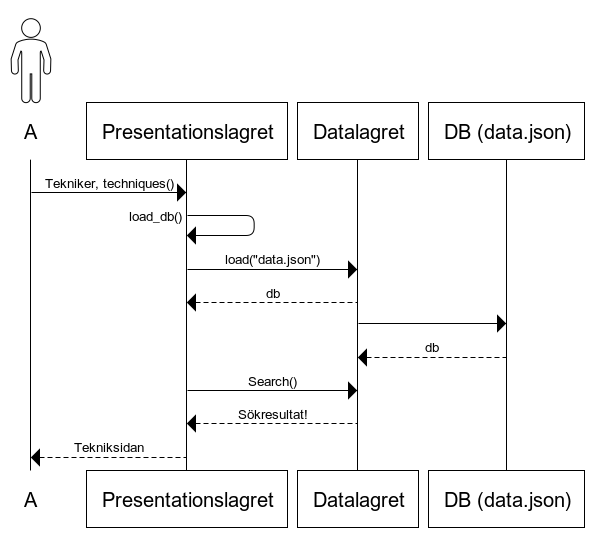 A
Presentationslagret
Datalagret
DB (data.json)
Tekniker, techniques()
load_db()
load("data.json")
db
db
Search()
Sökresultat!
Tekniksidan
A
Presentationslagret
Datalagret
DB (data.json)